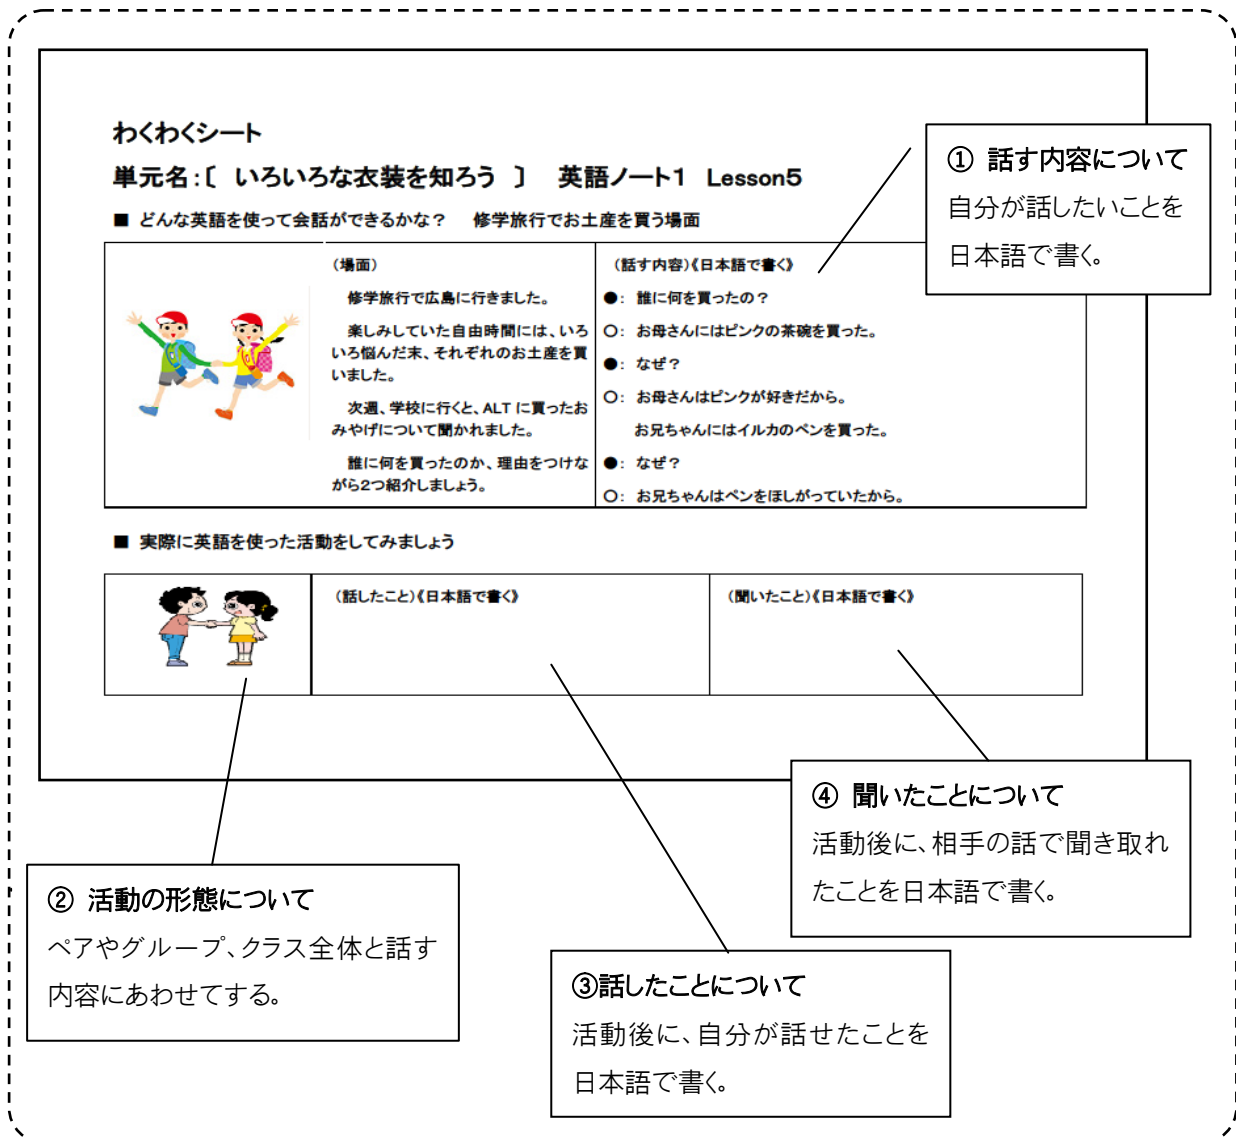 わくわくシート
単元名：〔 いろいろな衣装を知ろう 〕 英語ノート1 Lesson5
■ どんな英語を使って会話ができるかな？ 修学旅行でお土産を買う場面
（場面）
修学旅行で広島に行きました。
楽しみしていた自由時間には、いろ
いろ悩んだ末、それぞれのお土産を買
いました。
次週、学校に行くと、ALT に買ったお
みやげについて聞かれました。
誰に何を買ったのか、理由をつけな
がら2つ紹介しましょう。
（話す内容）《日本語で書く》
●： 誰に何を買ったの？
○： お母さんにはピンクの茶碗を買った。
●： なぜ？
○： お母さんはピンクが好きだから。
お兄ちゃんにはイルカのペンを買った。
●： なぜ？
○： お兄ちゃんはペンをほしがっていたから。
① 話す内容について
自分が話したいことを
日本語で書く。
■ 実際に英語を使った活動をしてみましょう
（話したこと）《日本語で書く》
（聞いたこと）《日本語で書く》
② 活動の形態について
ペアやグループ、クラス全体と話す
内容にあわせてする。
③話したことについて
活動後に、自分が話せたことを
日本語で書く。
④ 聞いたことについて
活動後に、相手の話で聞き取れ
たことを日本語で書く。